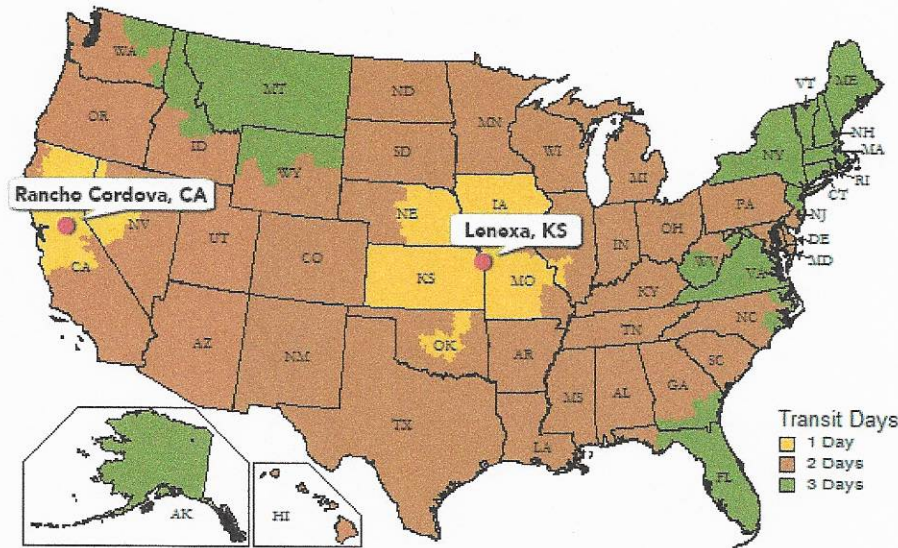 WA
MT
ND
MN
VT
ME
OR
ID
SD
WI
NH
MA
WY
MI
NY
RI
CT
Rancho Cordova, CA
NE
IA
PA
NJ
Lenexa, KS
NV
UT
IN
OH
DE
MD
CO
WV
CA
KS
MO
VA
KY
OK
TN
NC
AZ
NM
AR
SC
MS
AL
GA
TX
LA
Transit Days
1 Day
2 Days
3 Days
FL
AK
HI